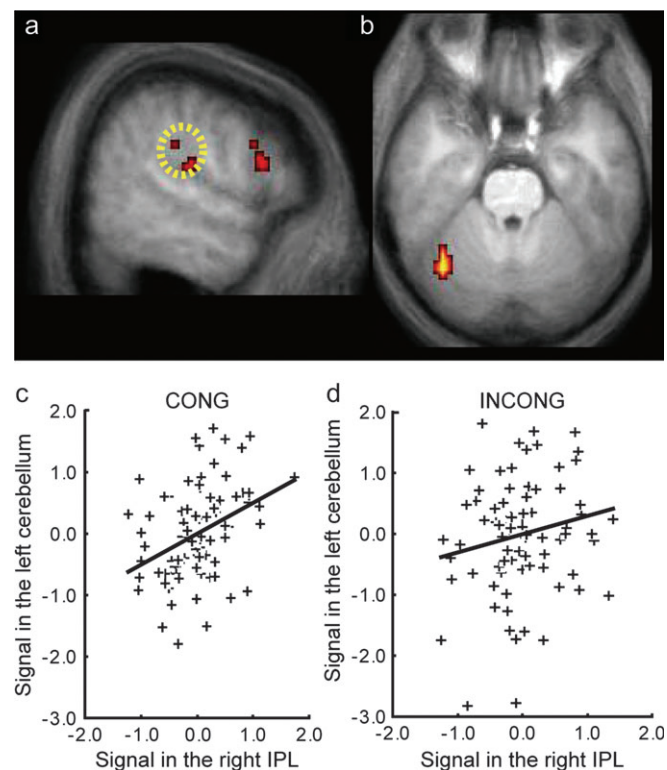 a
b
c
CONG
Signal in the left cerebellum
2.0
1.0
0.0
-1.0
-2.0
-3.0
-2.0
-1.0
0.0
1.0
2.0
Signal in the right IPL
d
INCONG
Signal in the left cerebellum
2.0
1.0
0.0
-1.0
-2.0
-3.0
-2.0
-1.0
0.0
1.0
2.0
Signal in the right IPL